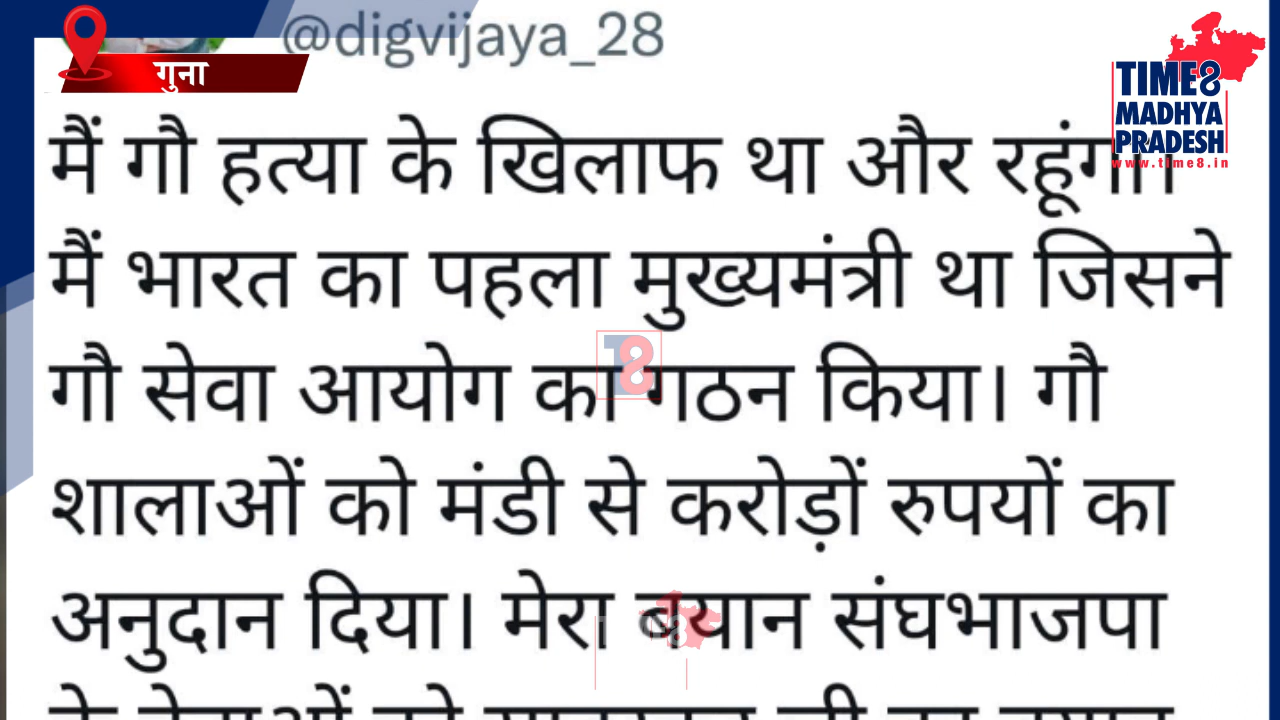 @digvijaya_28
गुना
TIME8
MADHYA
PRADESH
www.time8.in
मैं गौ हत्या के खिलाफ था और रहूंगा।
मैं भारत का पहला मुख्यमंत्री था जिसने
गौ सेवा आयोग का गठन किया। गौ
शालाओं को मंडी से करोड़ों रुपयों का
अनुदान दिया। मेरा बयान संघभाजपा